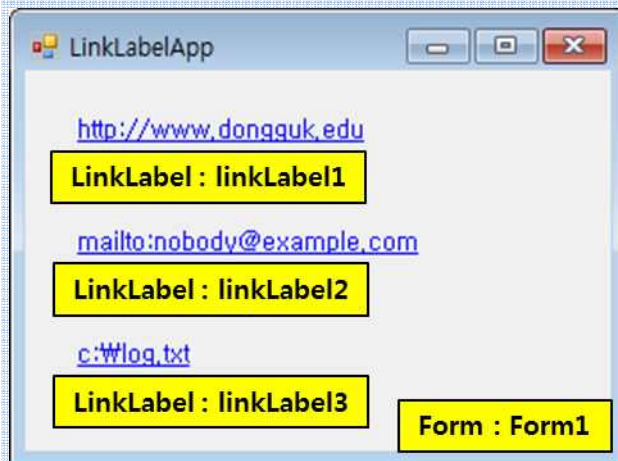 LinkLabelApp
http://www.dongguk.edu
LinkLabel : linkLabel1
mailto:nobody@example.com
LinkLabel : linkLabel2
c:₩log.txt
LinkLabel : linkLabel3
Form : Form1